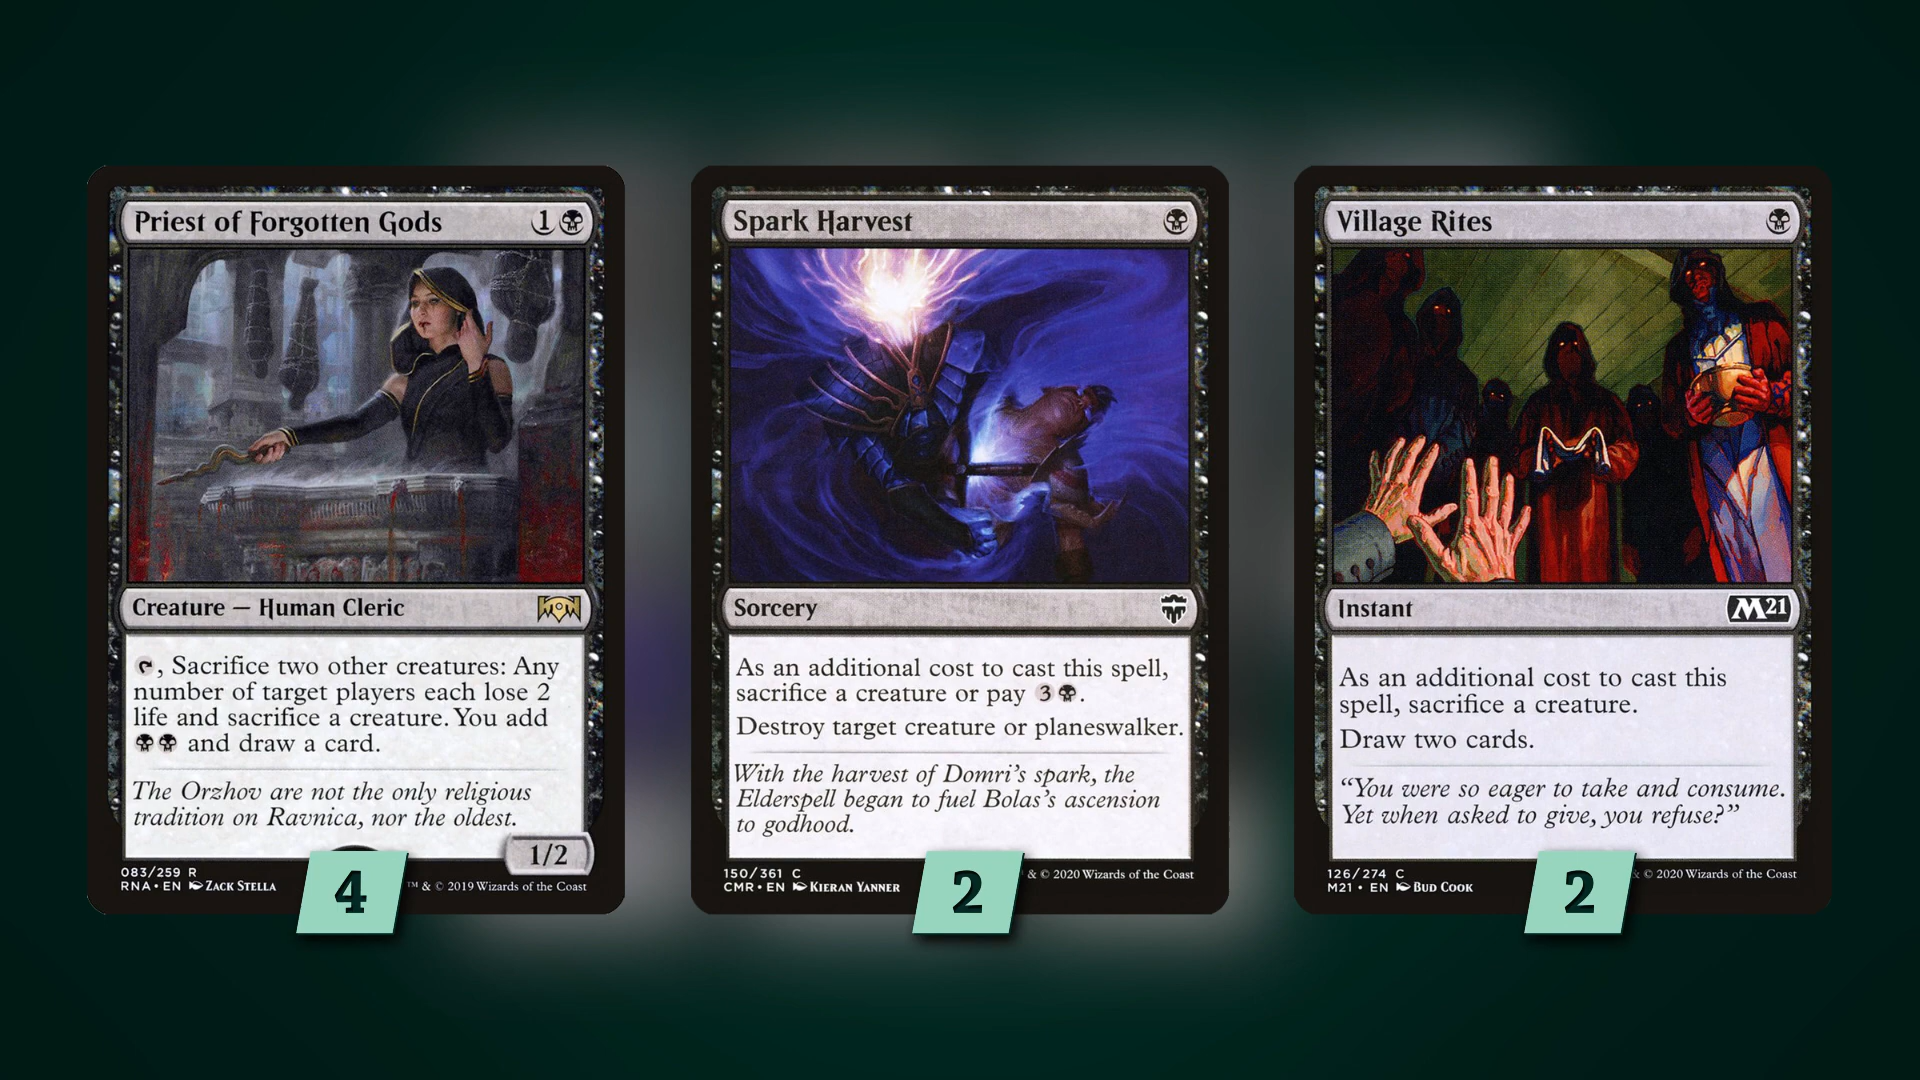 Priest of Forgotten Gods
1
Creature — Human Cleric
, Sacrifice two other creatures: Any
number of target players each lose 2
life and sacrifice a creature. You add
and draw a card.
The Orzhov are not the only religious
tradition on Ravnica, nor the oldest.
1/2
083/259 R
RNA • EN Zack Stella
™ & © 2019 Wizards of the Coast
4
Spark Harvest
Sorcery
As an additional cost to cast this spell,
sacrifice a creature or pay 3.
Destroy target creature or planeswalker.
With the harvest of Domri's spark, the
Elderspell began to fuel Bolas's ascension
to godhood.
150/361 C
CMR • EN Kieran Yanner
& © 2020 Wizards of the Coast
2
Village Rites
Instant
M21
As an additional cost to cast this
spell, sacrifice a creature.
Draw two cards.
“You were so eager to take and consume.
Yet when asked to give, you refuse?”
126/274 C
M21 • EN Bud Cook
& © 2020 Wizards of the Coast
2